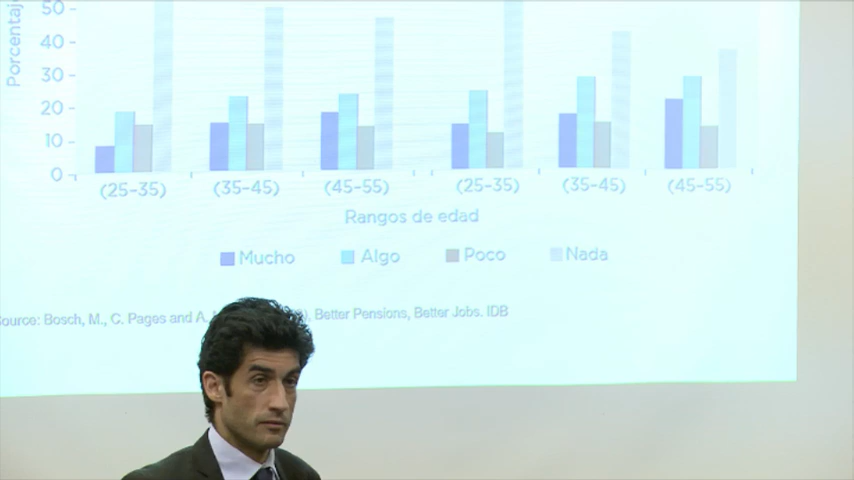 Porcentaj
50
40
30
20
10
0
(25-35) (35-45) (45-55) (25-35) (35-45) (45-55)
Rangos de edad
Mucho Algo Poco Nada
Source: Bosch, M., C. Pages and A. Better Pensions, Better Jobs. IDB